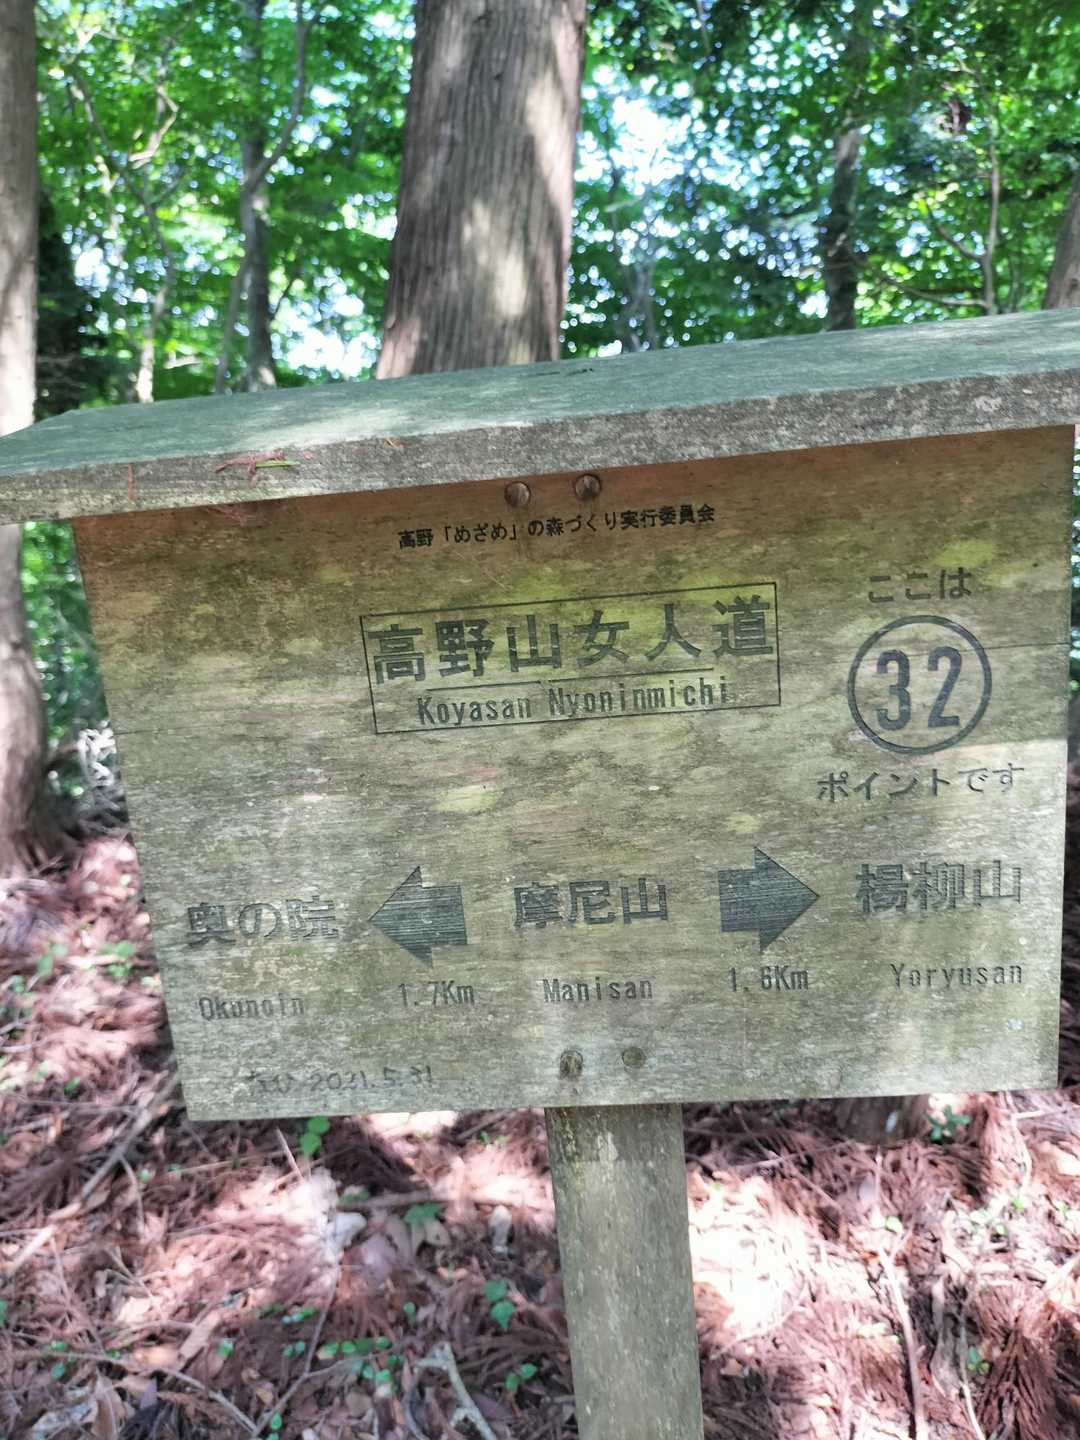 高野「めざめ」の森づくり実行委員会
高野山女人道
Koyasan Nyoninmichi
ここは
32
ポイントです
奥の院 摩尼山 楊柳山
Okunoin 1.7Km Manisan 1.6Km Yoryusan